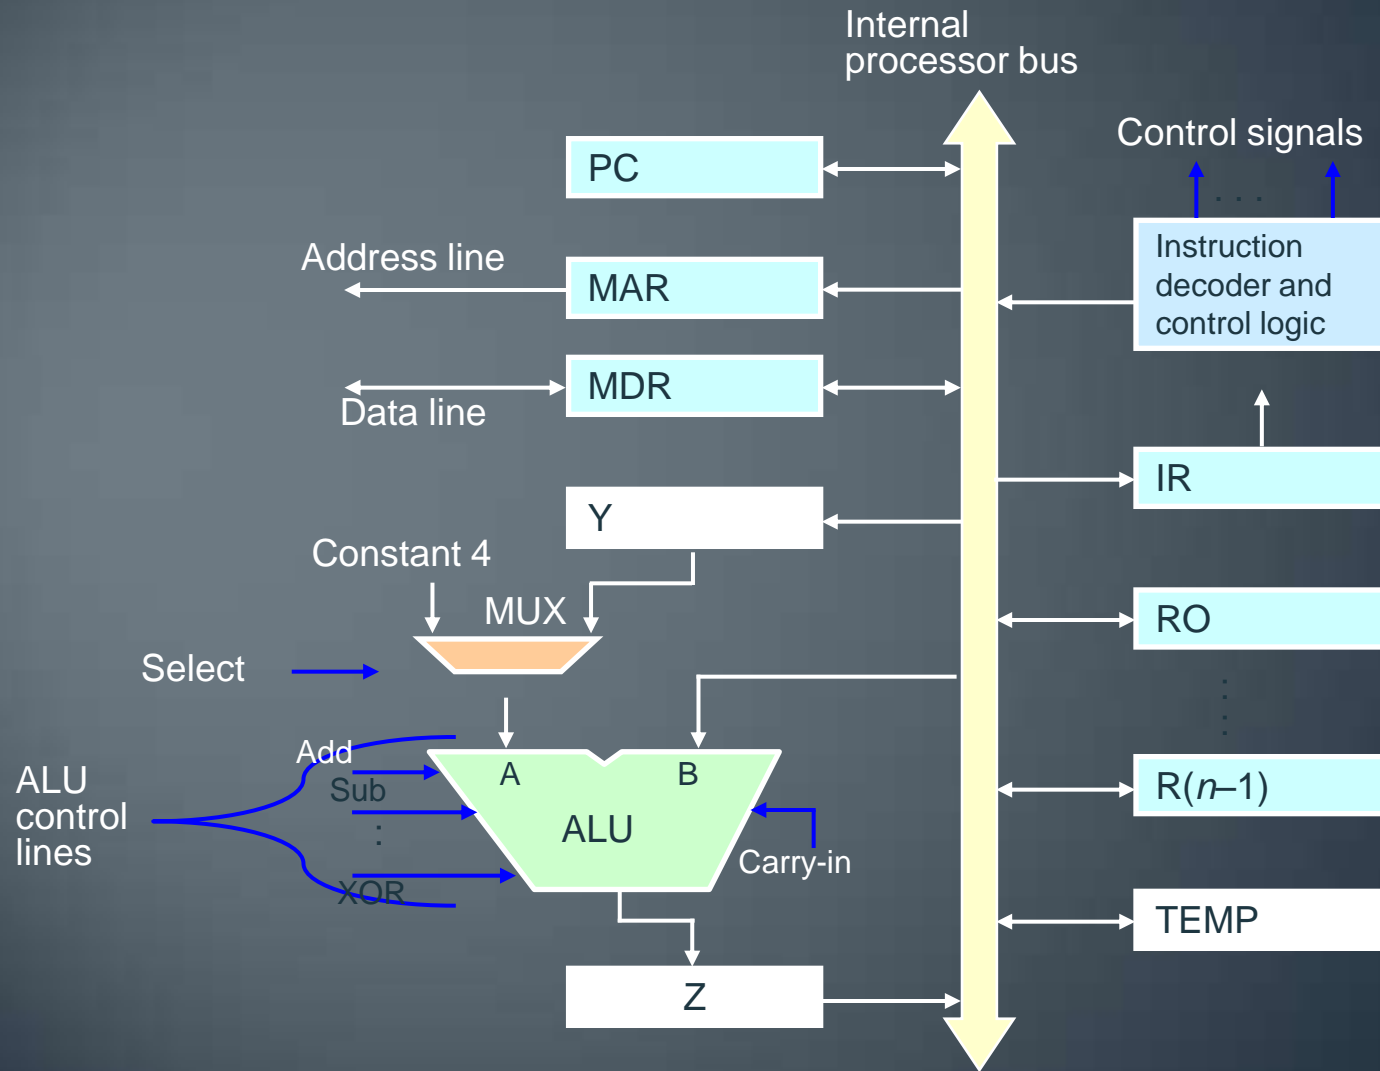 Internal
processor bus
Control signals
. . .
PC
Address line
MAR
Instruction
decoder and
control logic
Data line
MDR
IR
Y
Constant 4
MUX
RO
Select
ALU
control
lines
Add
Sub
:
XOR
A
B
ALU
Carry-in
R(n–1)
TEMP
Z